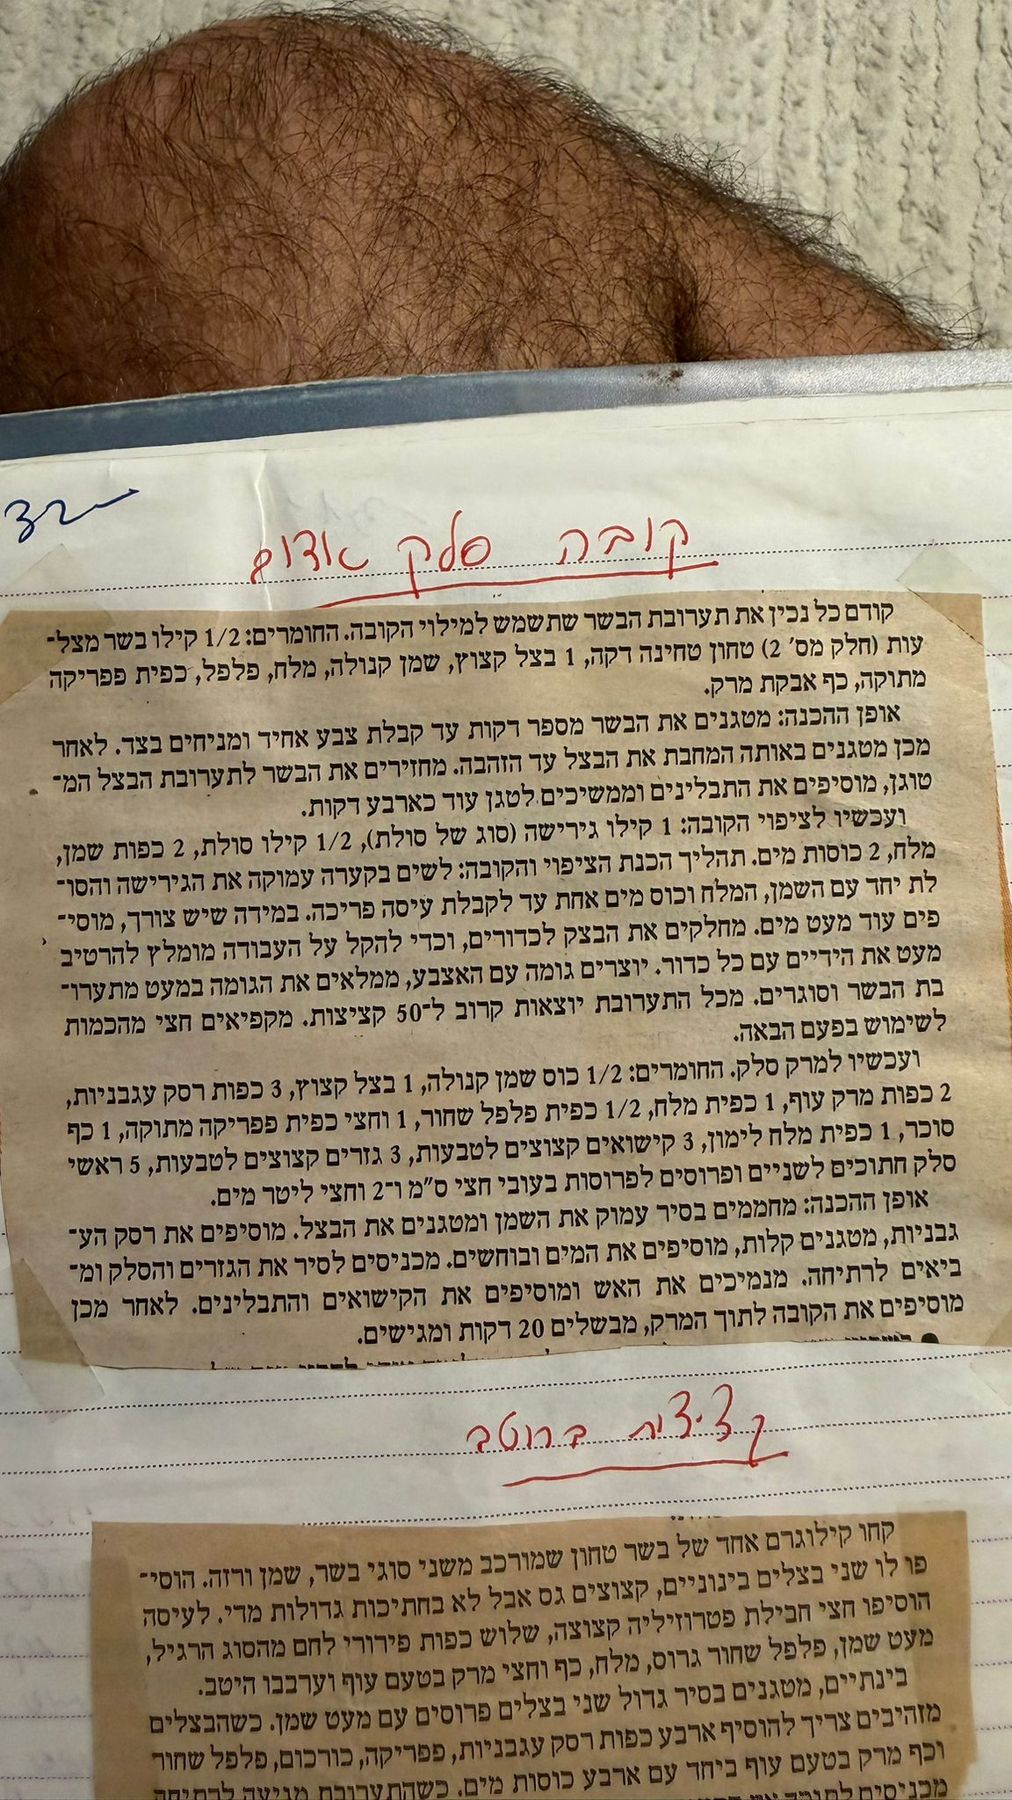 קובה סלק אדום
קודם כל נכין את תערובת הבשר שתשמש למילוי הקובה. החומרים: 1/2 קילו בשר מצל־
עות (חלק מס׳ 2) טחון טחינה דקה, 1 בצל קצוץ, שמן קנולה, מלח, פלפל, כפית פפריקה
מתוקה, כף אבקת מרק.
אופן ההכנה: מטגנים את הבשר מספר דקות עד קבלת צבע אחיד ומניחים בצד. לאחר
מכן מטגנים באותה המחבת את הבצל עד הזהבה. מחזירים את הבשר לתערובת הבצל המ־
טוגן, מוסיפים את התבלינים וממשיכים לטגן עוד כארבע דקות.
ועכשיו לציפוי הקובה: 1 קילו גירישה (סוג של סולת), 1/2 קילו סולת, 2 כפות שמן,
מלח, 2 כוסות מים. תהליך הכנת הציפוי והקובה: לשים בקערה עמוקה את הגירישה והסו־
לת יחד עם השמן, המלח וכוס מים אחת עד לקבלת עיסה פריכה. במידה שיש צורך, מוסי־
פים עוד מעט מים. מחלקים את הבצק לכדורים, וכדי להקל על העבודה מומלץ להרטיב
מעט את הידיים עם כל כדור. יוצרים גומה עם האצבע, ממלאים את הגומה במעט מתערו־
בת הבשר וסוגרים. מכל התערובת יוצאות קרוב ל־50 קציצות. מקפיאים חצי מהכמות
לשימוש בפעם הבאה.
ועכשיו למרק סלק. החומרים: 1/2 כוס שמן קנולה, 1 בצל קצוץ, 3 כפות רסק עגבניות,
2 כפות מרק עוף, 1 כפית מלח, 1/2 כפית פלפל שחור, 1 וחצי כפית פפריקה מתוקה, 1 כף
סוכר, 1 כפית מלח לימון, 3 קישואים קצוצים לטבעות, 3 גזרים קצוצים לטבעות, 5 ראשי
סלק חתוכים לשניים ופרוסים לפרוסות בעובי חצי ס״מ ו־2 וחצי ליטר מים.
אופן ההכנה: מחממים בסיר עמוק את השמן ומטגנים את הבצל. מוסיפים את רסק הע־
גבניות, מטגנים קלות, מוסיפים את המים ובוחשים. מכניסים לסיר את הגזרים והסלק ומ־
ביאים לרתיחה. מנמיכים את האש ומוסיפים את הקישואים והתבלינים. לאחר מכן
מוסיפים את הקובה לתוך המרק, מבשלים 20 דקות ומגישים.
קציצות ברוטב
קחו קילוגרם אחד של בשר טחון שמורכב משני סוגי בשר, שמן ורזה. הוסי־
פו לו שני בצלים בינוניים, קצוצים גס אבל לא בחתיכות גדולות מדי. לעיסה
הוסיפו חצי חבילת פטרוזיליה קצוצה, שלוש כפות פירורי לחם מהסוג הרגיל,
מעט שמן, פלפל שחור גרוס, מלח, כף וחצי מרק בטעם עוף וערבבו היטב.
בינתיים, מטגנים בסיר גדול שני בצלים פרוסים עם מעט שמן. כשהבצלים
מזהיבים צריך להוסיף ארבע כפות רסק עגבניות, פפריקה, כורכום, פלפל שחור
וכף מרק בטעם עוף ביחד עם ארבע כוסות מים. כשהתערובת מגיעה לרתיחה